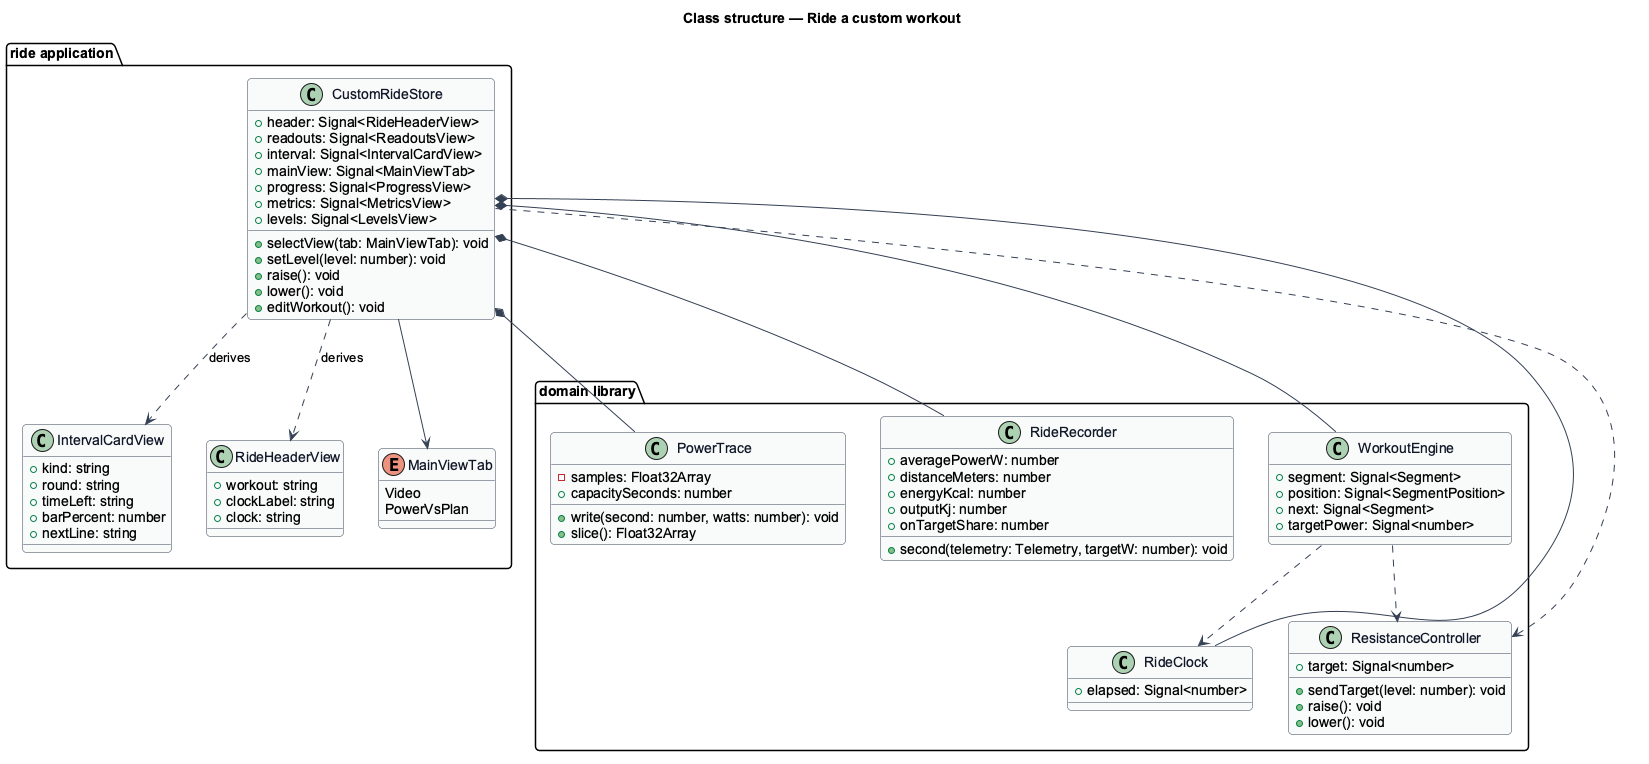 Class structure — Ride a custom workout
ride application
C CustomRideStore
header: Signal<RideHeaderView>
readouts: Signal<ReadoutsView>
interval: Signal<IntervalCardView>
mainView: Signal<MainViewTab>
progress: Signal<ProgressView>
metrics: Signal<MetricsView>
levels: Signal<LevelsView>
selectView(tab: MainViewTab): void
setLevel(level: number): void
raise(): void
lower(): void
editWorkout(): void
derives
derives
C IntervalCardView
kind: string
round: string
timeLeft: string
barPercent: number
nextLine: string
C RideHeaderView
workout: string
clockLabel: string
clock: string
E MainViewTab
Video
PowerVsPlan
domain library
C PowerTrace
samples: Float32Array
capacitySeconds: number
write(second: number, watts: number): void
slice(): Float32Array
C RideRecorder
averagePowerW: number
distanceMeters: number
energyKcal: number
outputKj: number
onTargetShare: number
second(telemetry: Telemetry, targetW: number): void
C WorkoutEngine
segment: Signal<Segment>
position: Signal<SegmentPosition>
next: Signal<Segment>
targetPower: Signal<number>
C RideClock
elapsed: Signal<number>
C ResistanceController
target: Signal<number>
sendTarget(level: number): void
raise(): void
lower(): void